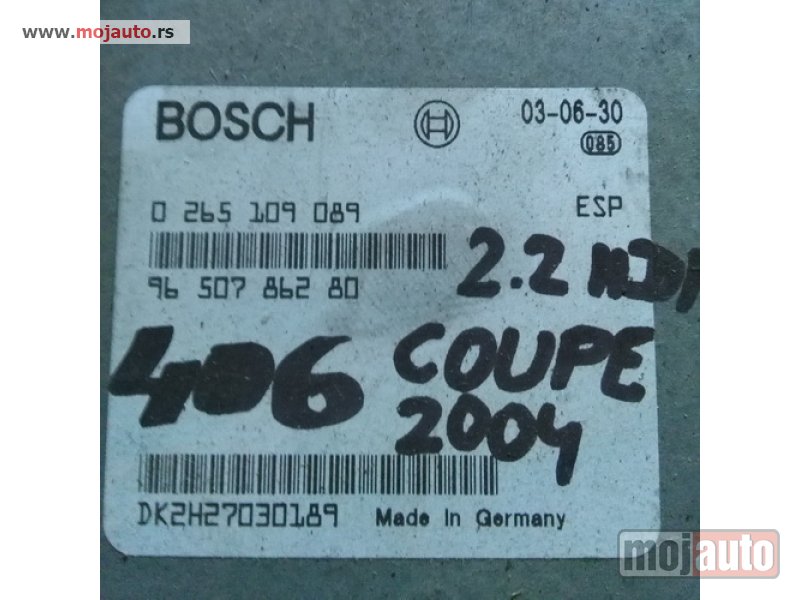 www.mojauto.rs
BOSCH
03-06-30
085
0 265 109 089
ESP
96 507 862 80
2.2 HDI
406 COUPE
2004
DK2H27030189 Made in Germany
mojauto